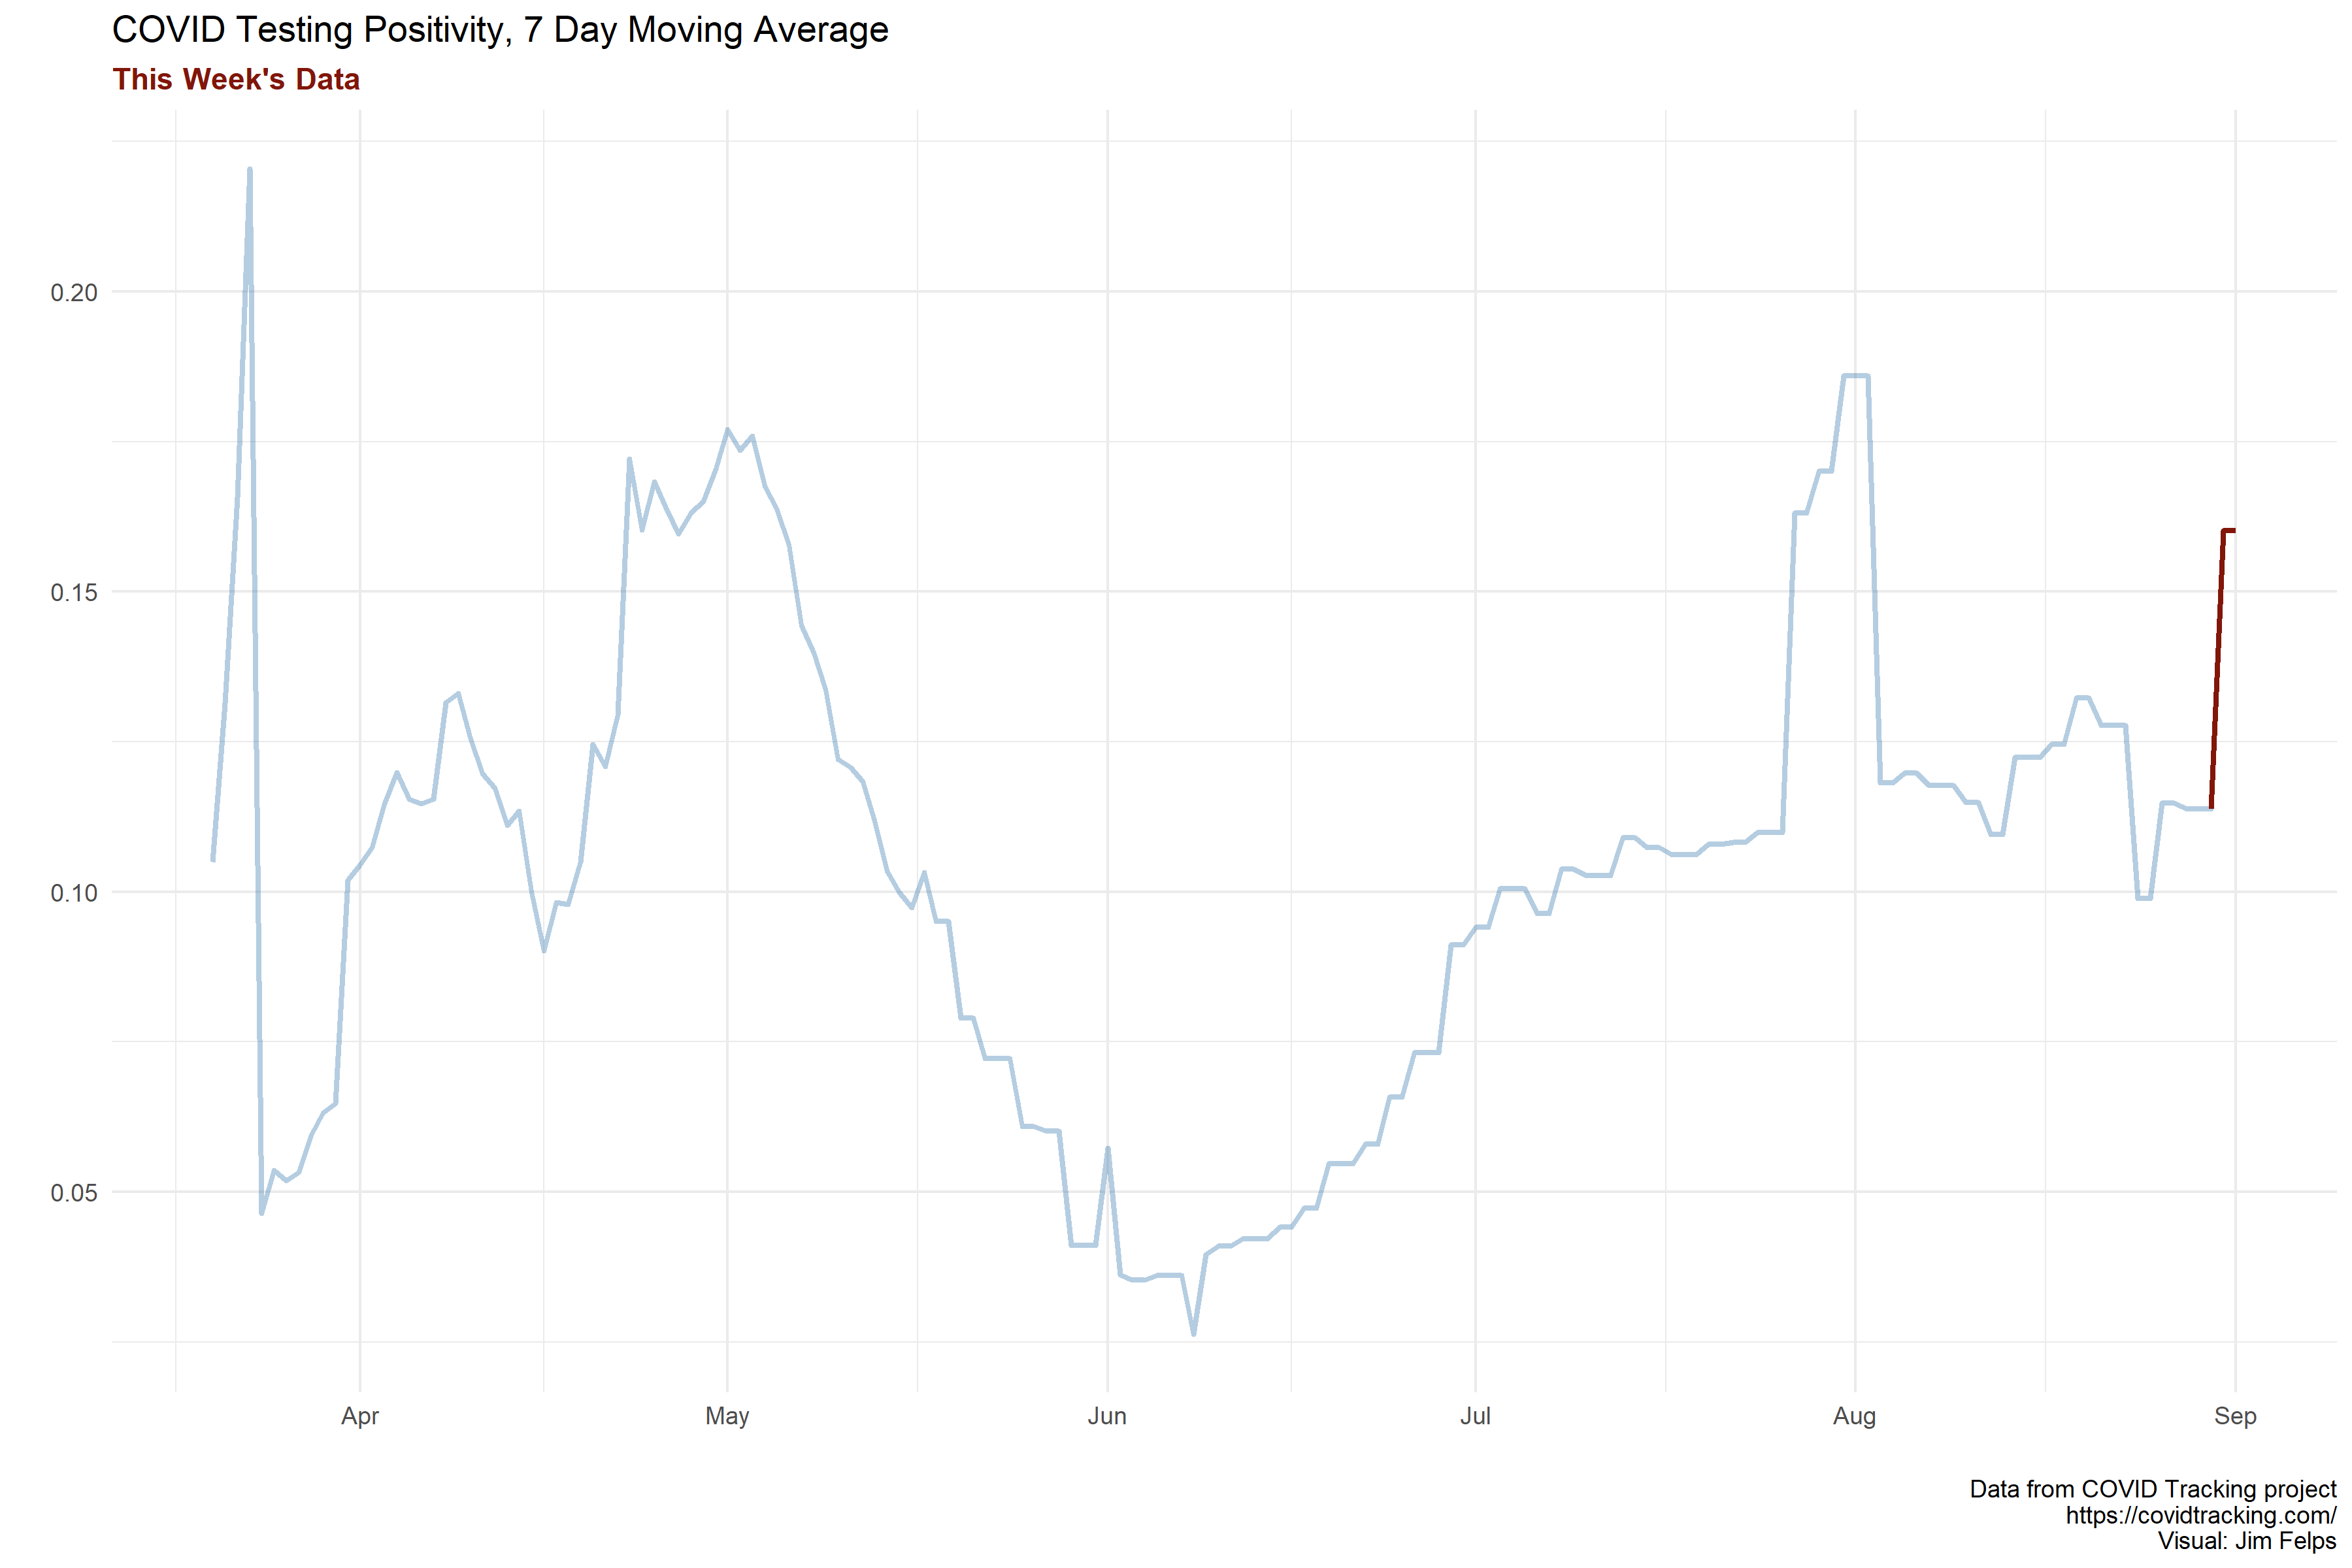 COVID Testing Positivity, 7 Day Moving Average
This Week's Data
0.20
0.15
0.10
0.05
Apr May Jun Jul Aug Sep
Data from COVID Tracking project
https://covidtracking.com/
Visual: Jim Felps